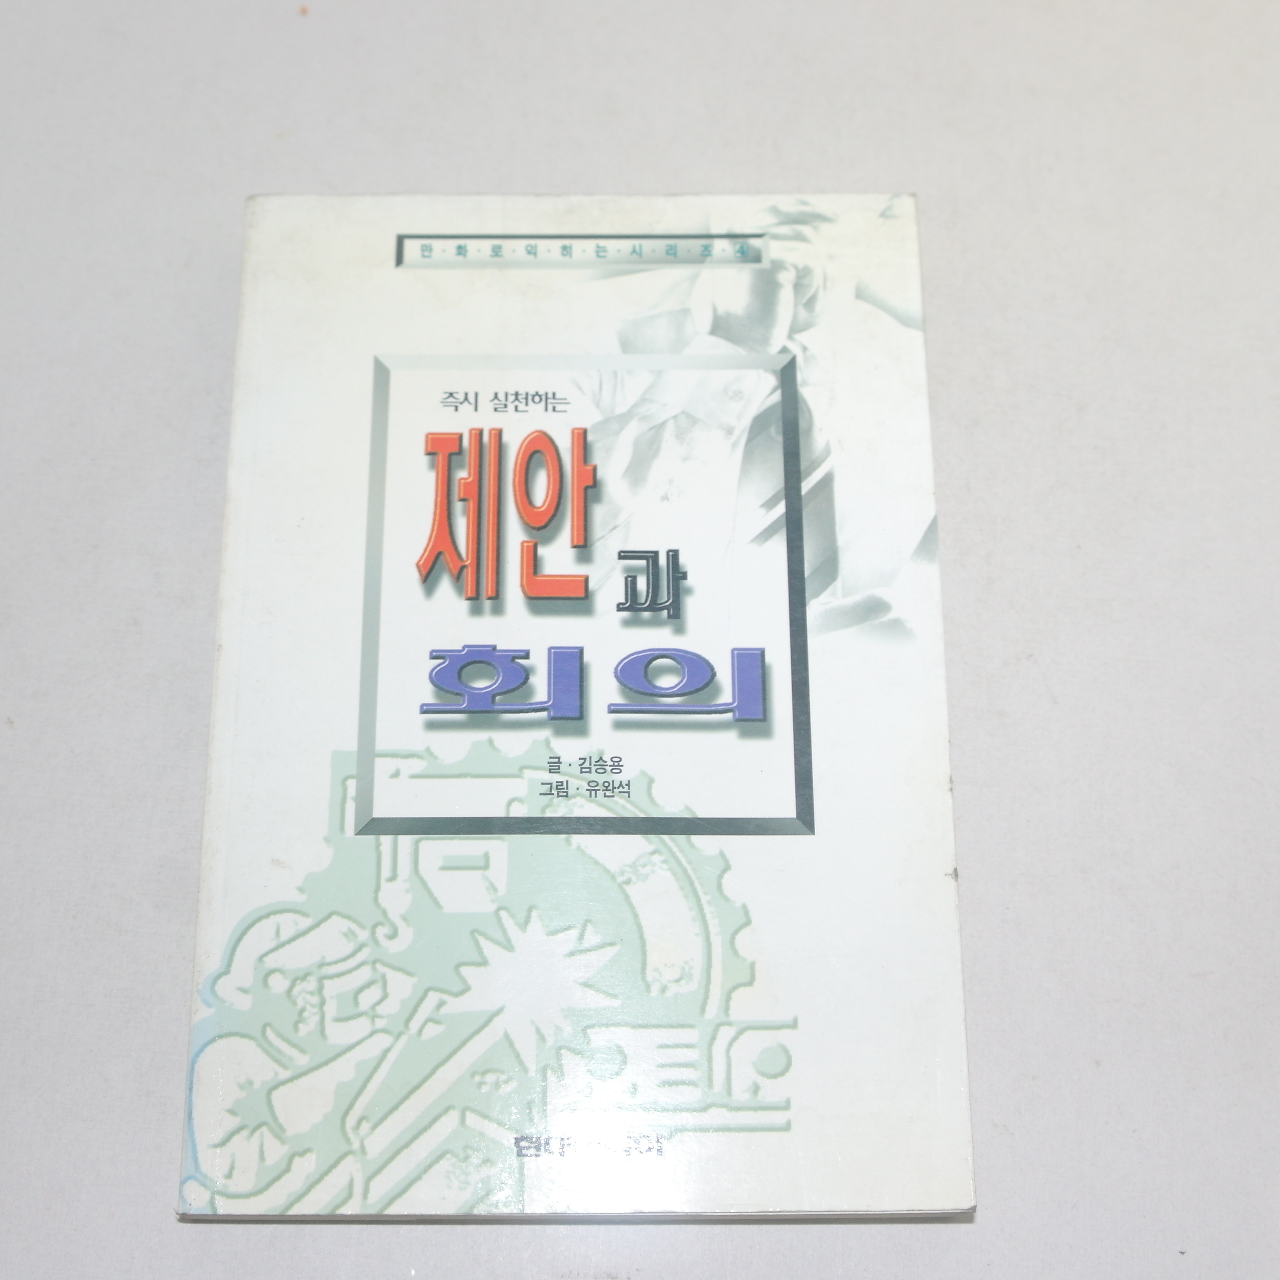 만·화·로·익·히·는·시·리·즈·④
즉시 실천하는
제안
과
회의
글·김승용
그림·유완석